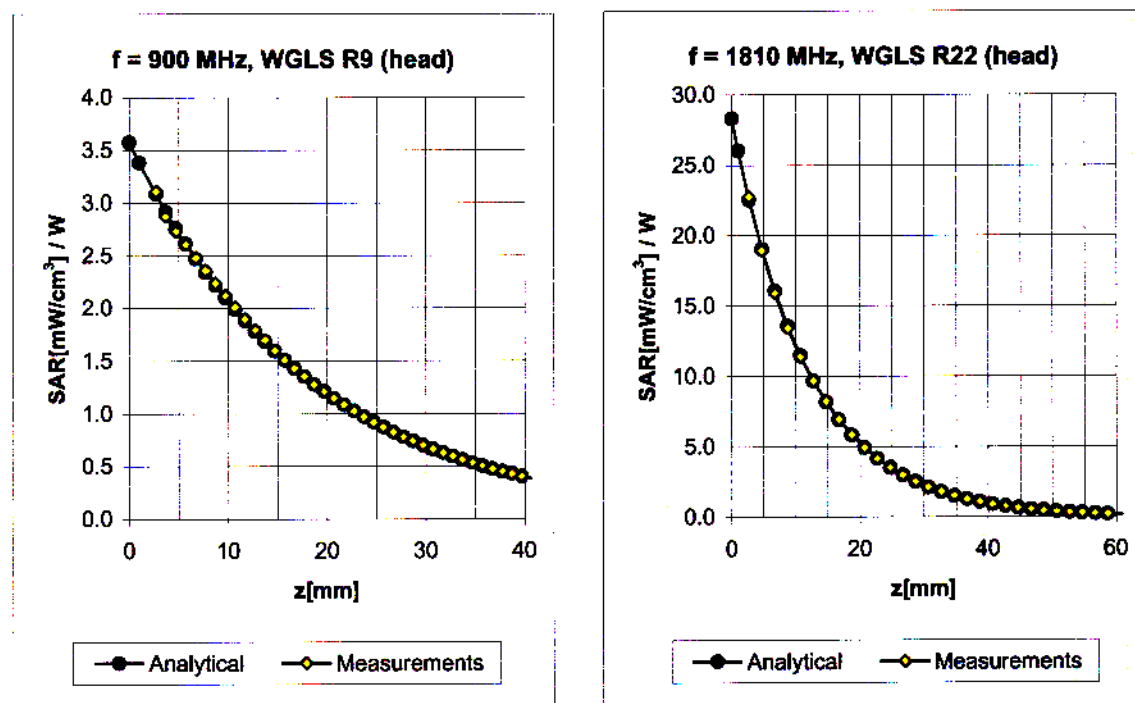 f = 900 MHz, WGLS R9 (head)
4.0
3.5
3.0
2.5
2.0
1.5
1.0
0.5
0.0
SAR[mW/cm³] / W
0
10
20
30
40
z[mm]
Analytical
Measurements
f = 1810 MHz, WGLS R22 (head)
30.0
25.0
20.0
15.0
10.0
5.0
0.0
SAR[mW/cm³] / W
0
20
40
60
z[mm]
Analytical
Measurements